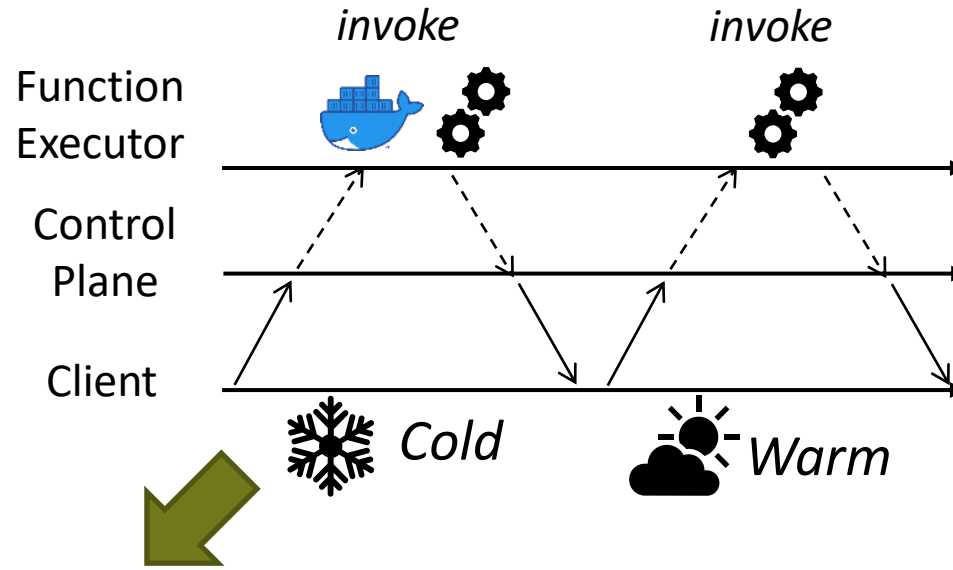 invoke
invoke
Function
Executor
Control
Plane
Client
Cold
Warm